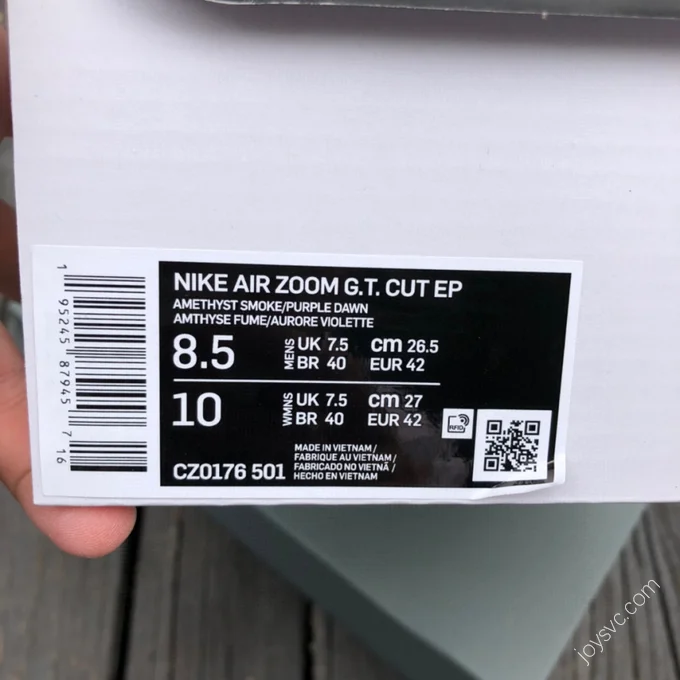 NIKE AIR ZOOM G.T. CUT EP
AMETHYST SMOKE/PURPLE DAWN
AMTHYSE FUME/AURORE VIOLETTE
8.5 MENS UK 7.5 cm 26.5
BR 40 EUR 42
10 WMNS UK 7.5 cm 27
BR 40 EUR 42
RFID
CZ0176 501
MADE IN VIETNAM /
FABRIQUE AU VIETNAM /
FABRICADO NO VIETNÃ /
HECHO EN VIETNAM
1 95245 87945 7 16
joysvc.com